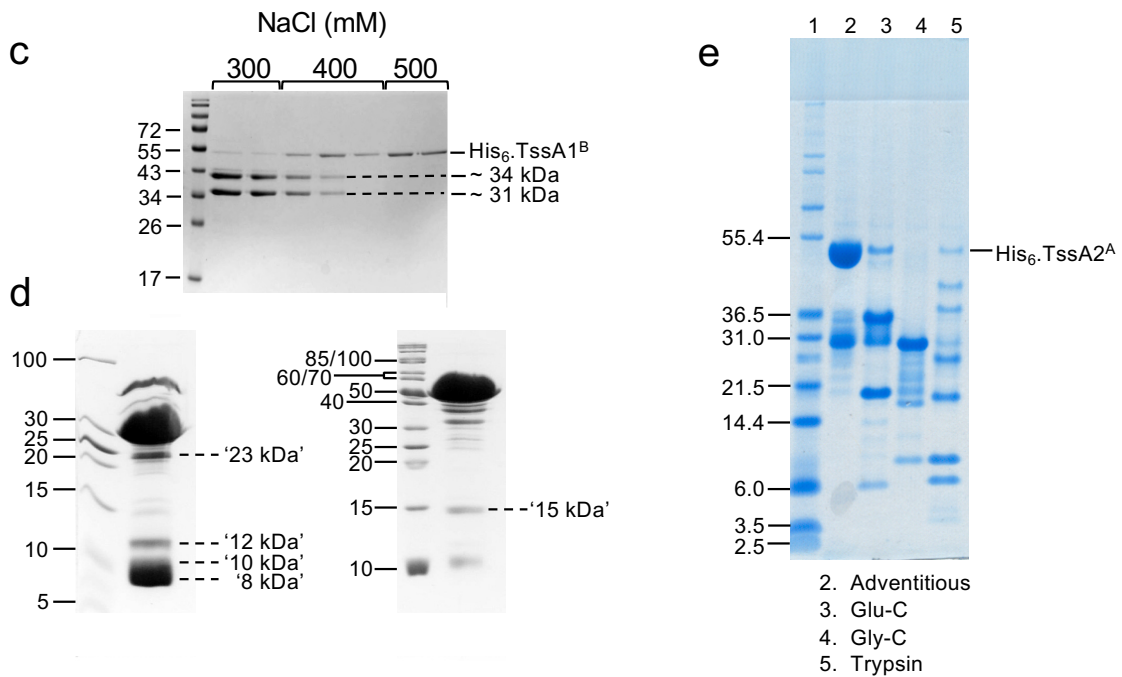 c
NaCl (mM)
300 400 500
72
55
43
34
26
17
His₆.TssA1ᴮ
~ 34 kDa
~ 31 kDa
d
100
30
25
20
15
10
5
‘23 kDa’
‘12 kDa’
‘10 kDa’
‘8 kDa’
85/100
60/70
50
40
30
25
20
15
10
‘15 kDa’
e
1 2 3 4 5
55.4
36.5
31.0
21.5
14.4
6.0
3.5
2.5
His₆.TssA2ᴬ
2. Adventitious
3. Glu-C
4. Gly-C
5. Trypsin